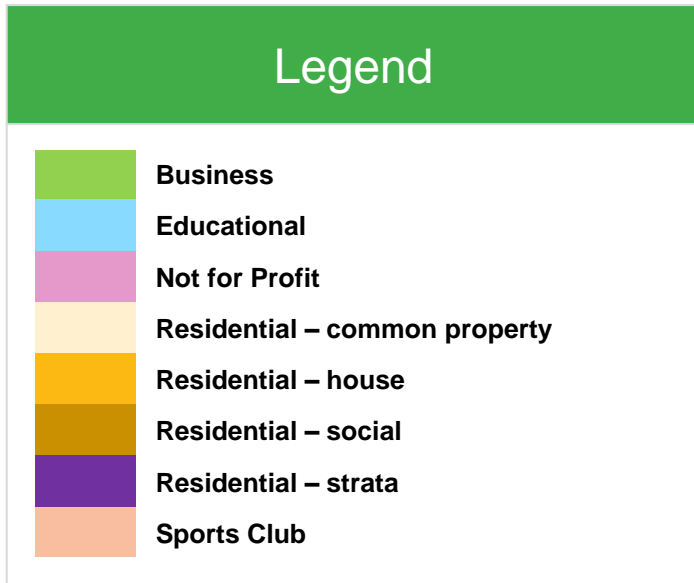 Legend
Business
Educational
Not for Profit
Residential – common property
Residential – house
Residential – social
Residential – strata
Sports Club